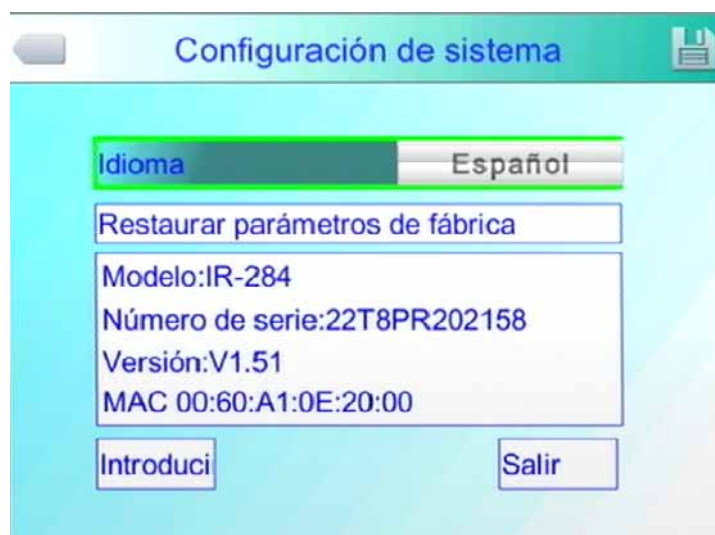 Configuración de sistema
Idioma Español
Restaurar parámetros de fábrica
Modelo:IR-284
Número de serie:22T8PR202158
Versión:V1.51
MAC 00:60:A1:0E:20:00
Introduci Salir